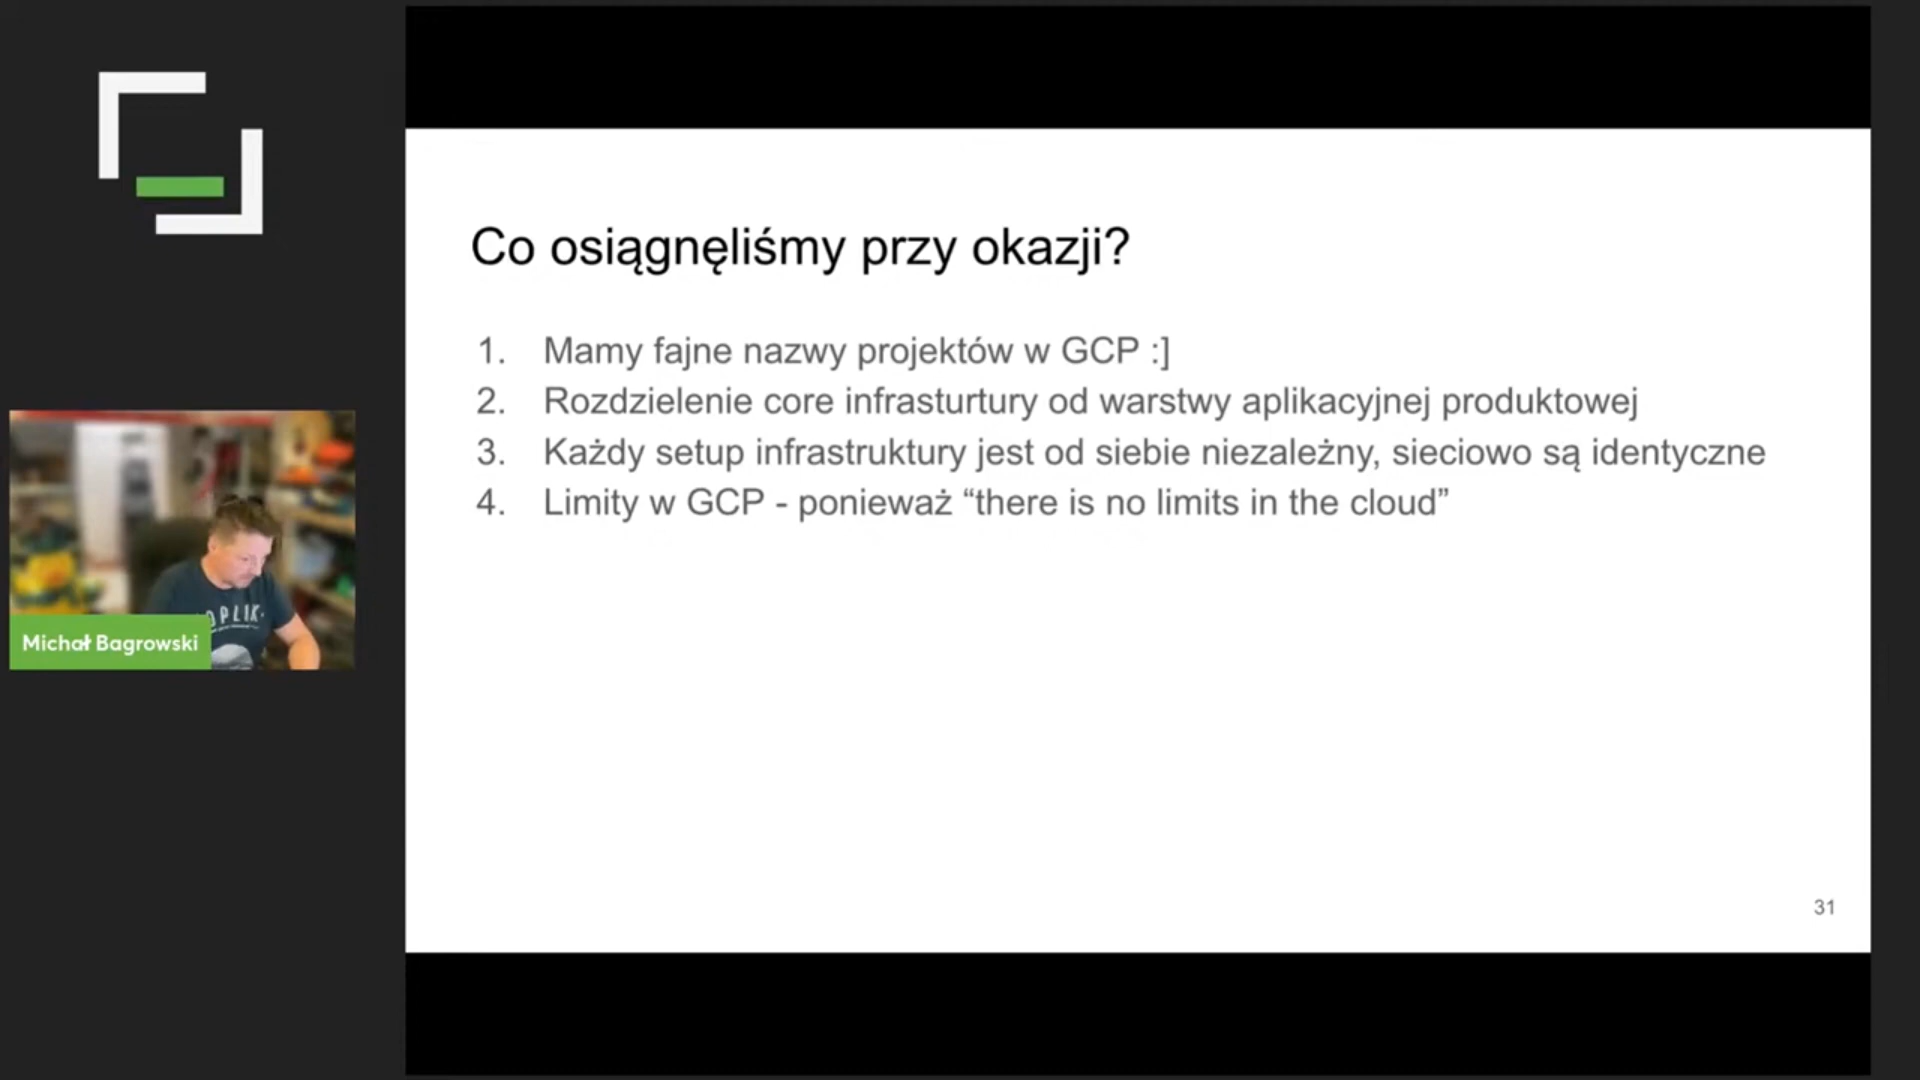 Co osiągnęliśmy przy okazji?
1. Mamy fajne nazwy projektów w GCP :]
2. Rozdzielenie core infrasturtury od warstwy aplikacyjnej produktowej
3. Każdy setup infrastruktury jest od siebie niezależny, sieciowo są identyczne
4. Limity w GCP - ponieważ “there is no limits in the cloud”
Michał Bagrowski
31